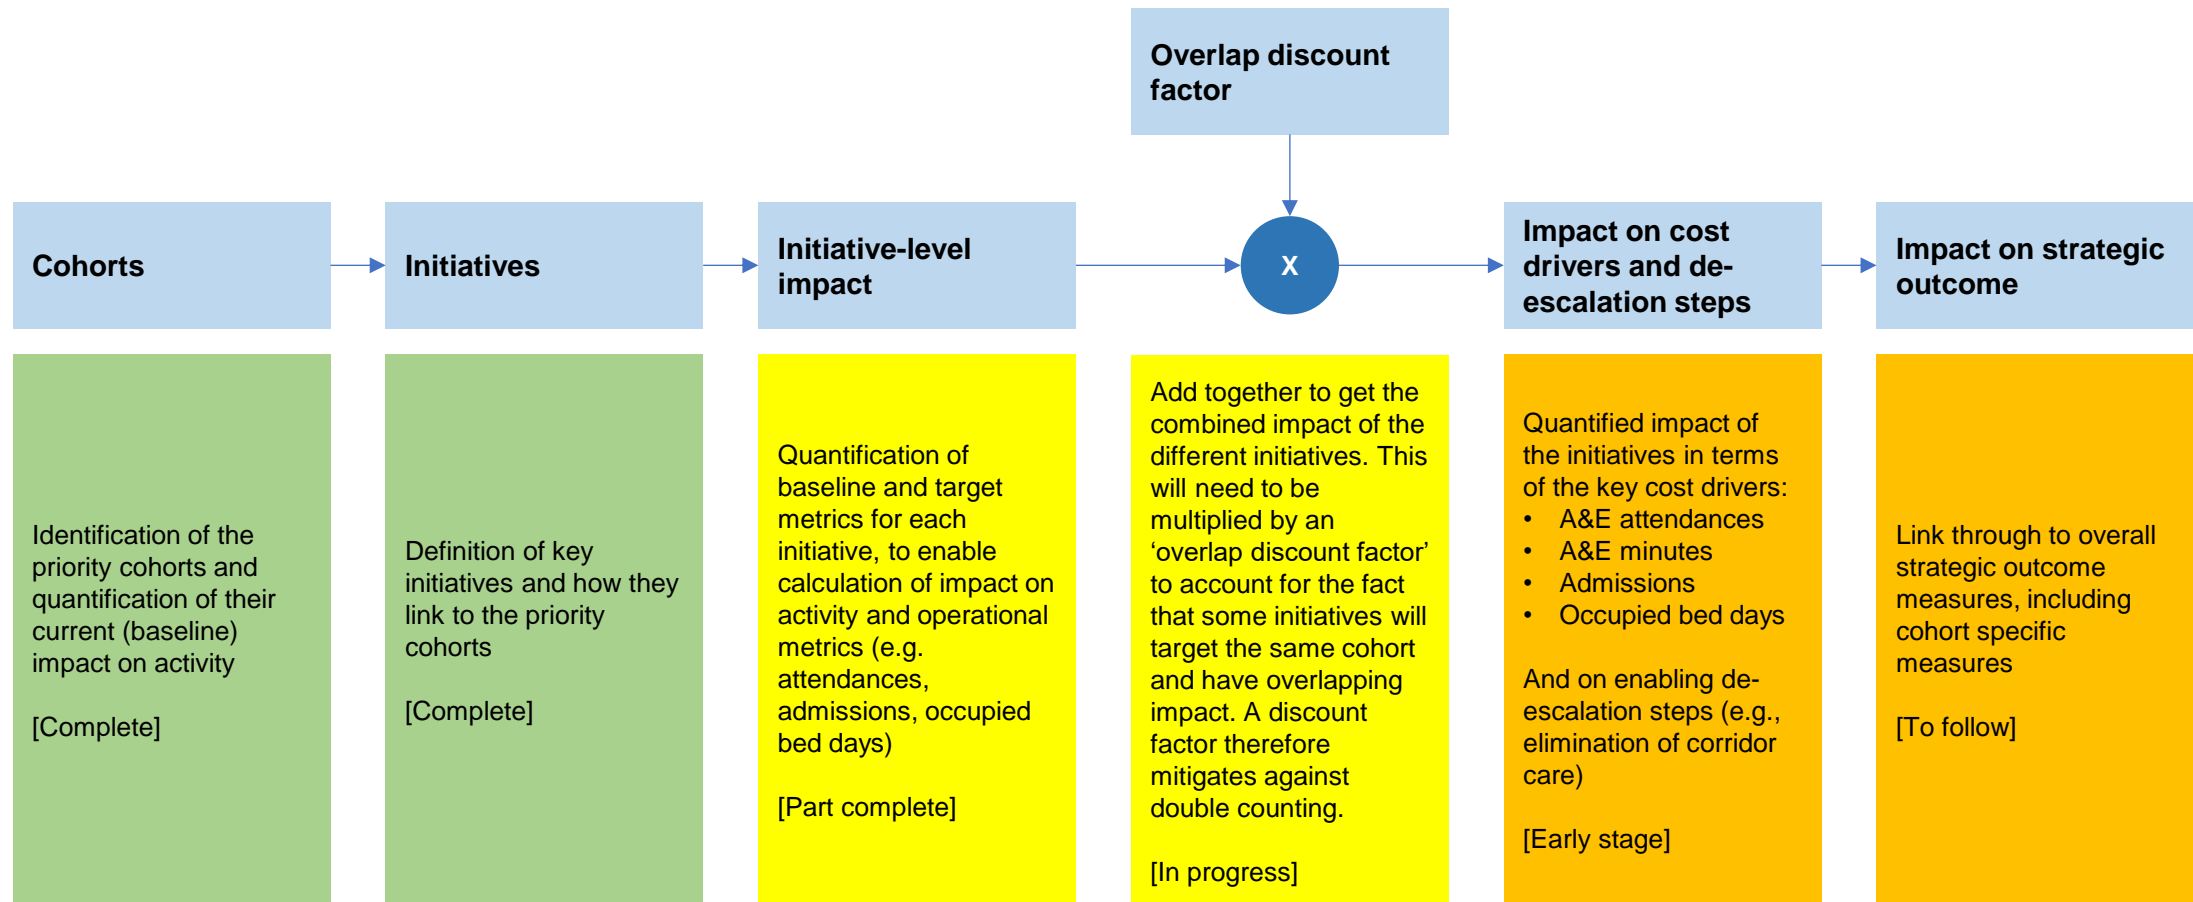 Overlap discount
factor
Cohorts
Initiatives
Initiative-level
impact
X
Impact on cost
drivers and de-
escalation steps
Impact on strategic
outcome
Identification of the
priority cohorts and
quantification of their
current (baseline)
impact on activity
[Complete]
Definition of key
initiatives and how they
link to the priority
cohorts
[Complete]
Quantification of
baseline and target
metrics for each
initiative, to enable
calculation of impact on
activity and operational
metrics (e.g.
attendances,
admissions, occupied
bed days)
[Part complete]
Add together to get the
combined impact of the
different initiatives. This
will need to be
multiplied by an
‘overlap discount factor’
to account for the fact
that some initiatives will
target the same cohort
and have overlapping
impact. A discount
factor therefore
mitigates against
double counting.
[In progress]
Quantified impact of
the initiatives in terms
of the key cost drivers:
• A&E attendances
• A&E minutes
• Admissions
• Occupied bed days
And on enabling de-
escalation steps (e.g.,
elimination of corridor
care)
[Early stage]
Link through to overall
strategic outcome
measures, including
cohort specific
measures
[To follow]